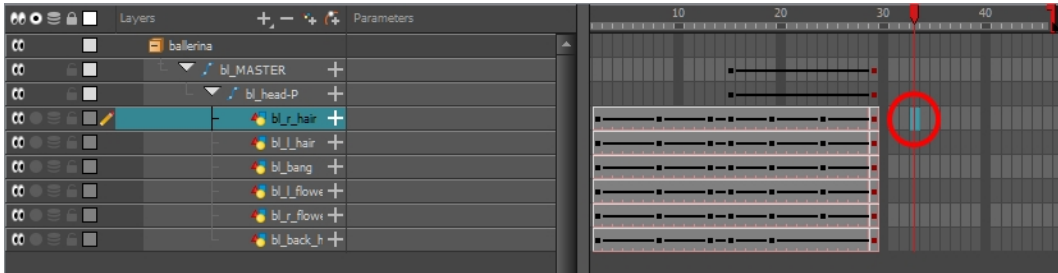 Layers Parameters 10 20 30 40
ballerina
bl_MASTER
bl_head-P
bl_r_hair
bl_l_hair
bl_bang
bl_l_flowe
bl_r_flowe
bl_back_h